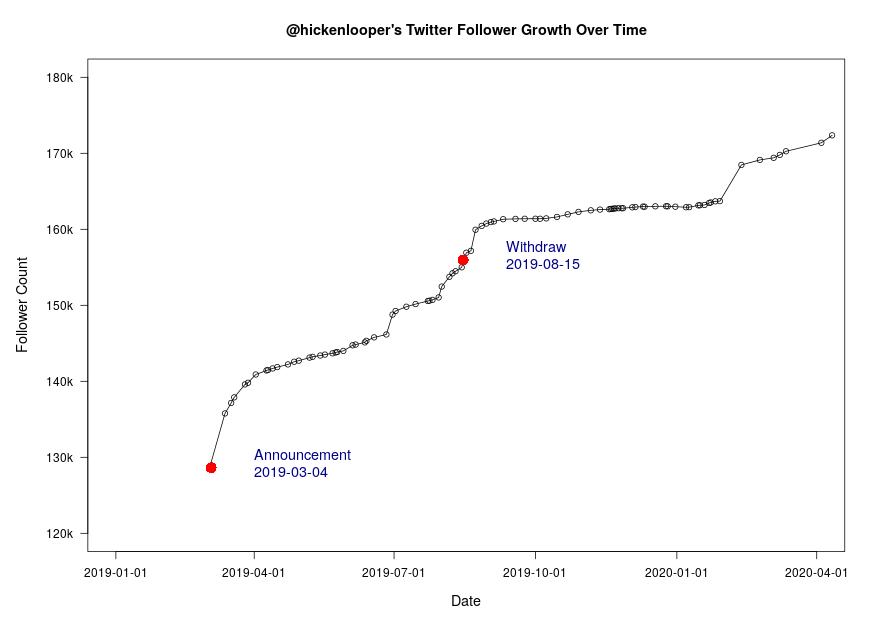 @hickenlooper's Twitter Follower Growth Over Time
180k
170k
160k
150k
140k
130k
120k
Follower Count
Withdraw
2019-08-15
Announcement
2019-03-04
2019-01-01
2019-04-01
2019-07-01
2019-10-01
2020-01-01
2020-04-01
Date